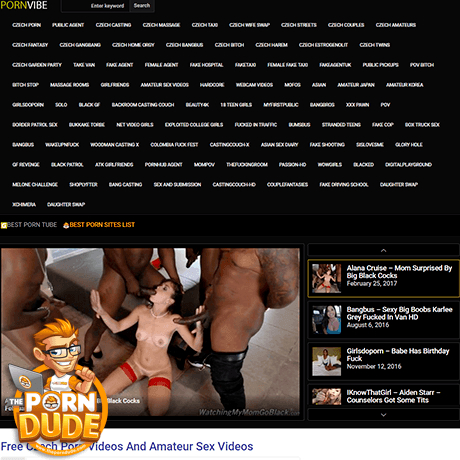 PORNVIBE
Enter keyword Search
CZECH PORN PUBLIC AGENT CZECH CASTING CZECH MASSAGE CZECH TAXI CZECH WIFE SWAP CZECH STREETS CZECH COUPLES CZECH AMATEURS
CZECH FANTASY CZECH GANGBANG CZECH HOME ORGY CZECH BANGBUS CZECH BITCH CZECH HAREM CZECH ESTROGENOLIT CZECH TWINS
CZECH GARDEN PARTY TAKE VAN FAKE AGENT FEMALE AGENT FAKE HOSPITAL FAKETAXI FEMALE FAKE TAXI FAKEAGENTUK PUBLIC PICKUPS POV BITCH
BITCH STOP MASSAGE ROOMS GIRLFRIENDS AMATEUR SEX VIDEOS HARDCORE WEBCAM VIDEOS MOFOS ASIAN AMATEUR JAPAN AMATEUR KOREA
GIRLSDOPORN SOLO BLACK GF BACKROOM CASTING COUCH BEAUTY4K 18 TEEN GIRLS MYFIRSTPUBLIC BANGBROS XXX PAWN POV
BORDER PATROL SEX BUKKAKE TORBE NET VIDEO GIRLS EXPLOITED COLLEGE GIRLS FUCKED IN TRAFFIC BUMSBUS STRANDED TEENS FAKE COP BOX TRUCK SEX
BANGBUS WAKEUPNFUCK WOODMAN CASTING X COLOMBIA FUCK FEST CASTINGCOUCH-X ASIAN SEX DIARY FAKE SHOOTING SISLOVESME GLORY HOLE
GF REVENGE BLACK PATROL ATK GIRLFRIENDS PORNHUB AGENT MOMPOV THEFUCKINGROOM PASSION-HD WOWGIRLS BLACKED DIGITALPLAYGROUND
MELONE CHALLENGE SHOPLYFTER BANG CASTING SEX AND SUBMISSION CASTINGCOUCH-HD COUPLEFANTASIES FAKE DRIVING SCHOOL DAUGHTER SWAP
XCHIMERA DAUGHTER SWAP
BEST PORN TUBE BEST PORN SITES LIST
Alana Cruise – Mom Surprised By
Big Black Cocks
February 25, 2017
Bangbus – Sexy Big Boobs Karlee
Grey Fucked In Van HD
August 6, 2016
Girlsdoporn – Babe Has Birthday
Fuck
November 12, 2016
IKnowThatGirl – Aiden Starr –
Counselors Got Some Tits
Black Cocks
WatchingMyMomGoBlack
THE
PORN
DUDE
Free Czech Porn Videos And Amateur Sex Videos